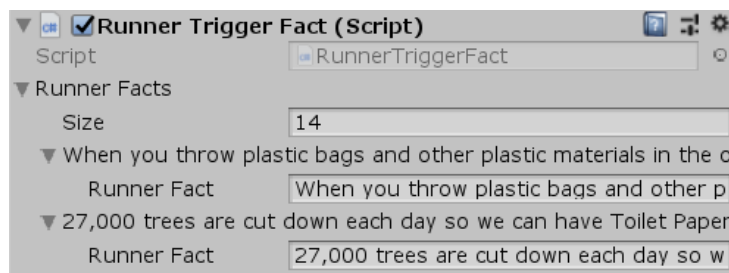 Runner Trigger Fact (Script)
Script RunnerTriggerFact
Runner Facts
Size 14
When you throw plastic bags and other plastic materials in the
Runner Fact When you throw plastic bags and other p
27,000 trees are cut down each day so we can have Toilet Paper
Runner Fact 27,000 trees are cut down each day so w